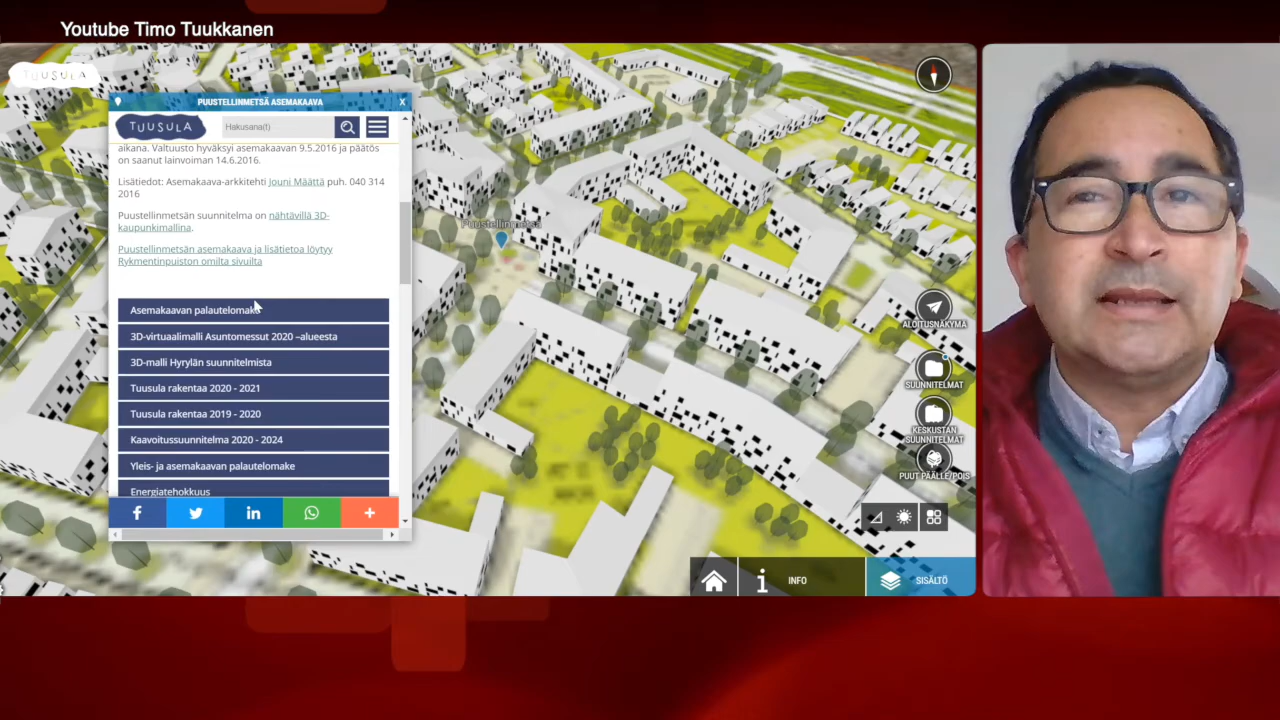 Youtube Timo Tuukkanen
TUUSULA
PUUSTELLINMETSÄ ASEMAKAAVA
X
TUUSULA
Hakusana(t)
aikana. Valtuusto hyväksyi asemakaavan 9.5.2016 ja päätös
on saanut lainvoiman 14.6.2016.
Lisätiedot: Asemakaava-arkkitehti Jouni Määttä puh. 040 314
2016
Puustellinmetsän suunnitelma on nähtävillä 3D-
kaupunkimallina.
Puustellinmetsän asemakaava ja lisätietoa löytyy
Rykmentinpuiston omilta sivuilta
Asemakaavan palautelomake
3D-virtuaalimalli Asuntomessut 2020 –alueesta
3D-malli Hyrylän suunnitelmista
Tuusula rakentaa 2020 - 2021
Tuusula rakentaa 2019 - 2020
Kaavoitussuunnitelma 2020 - 2024
Yleis- ja asemakaavan palautelomake
Energiatehokkuus
Puustellinmetsä
ALOITUSNÄKYMÄ
SUUNNITELMAT
KESKUSTAN
SUUNNITELMAT
PUUT PÄÄLLE/POIS
INFO
SISÄLTÖ